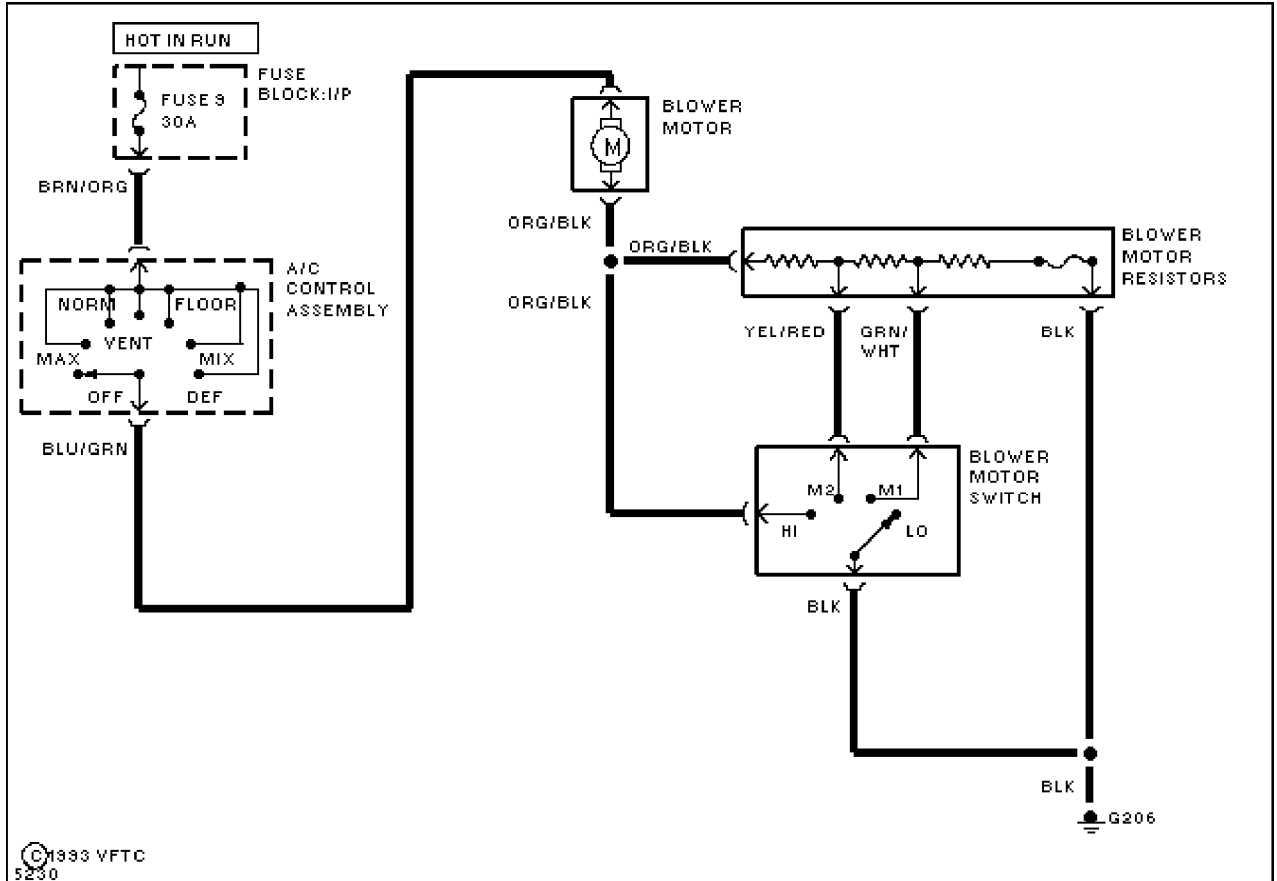 HOT IN RUN
FUSE
BLOCK:I/P
FUSE 9
30A
BRN/ORG
A/C
CONTROL
ASSEMBLY
NORM
FLOOR
VENT
MAX
MIX
OFF
DEF
BLU/GRN
BLOWER
MOTOR
M
ORG/BLK
ORG/BLK
ORG/BLK
BLOWER
MOTOR
RESISTORS
YEL/RED
GRN/
WHT
BLK
BLOWER
MOTOR
SWITCH
M2
M1
HI
LO
BLK
BLK
G206
©1993 VFTC
5230